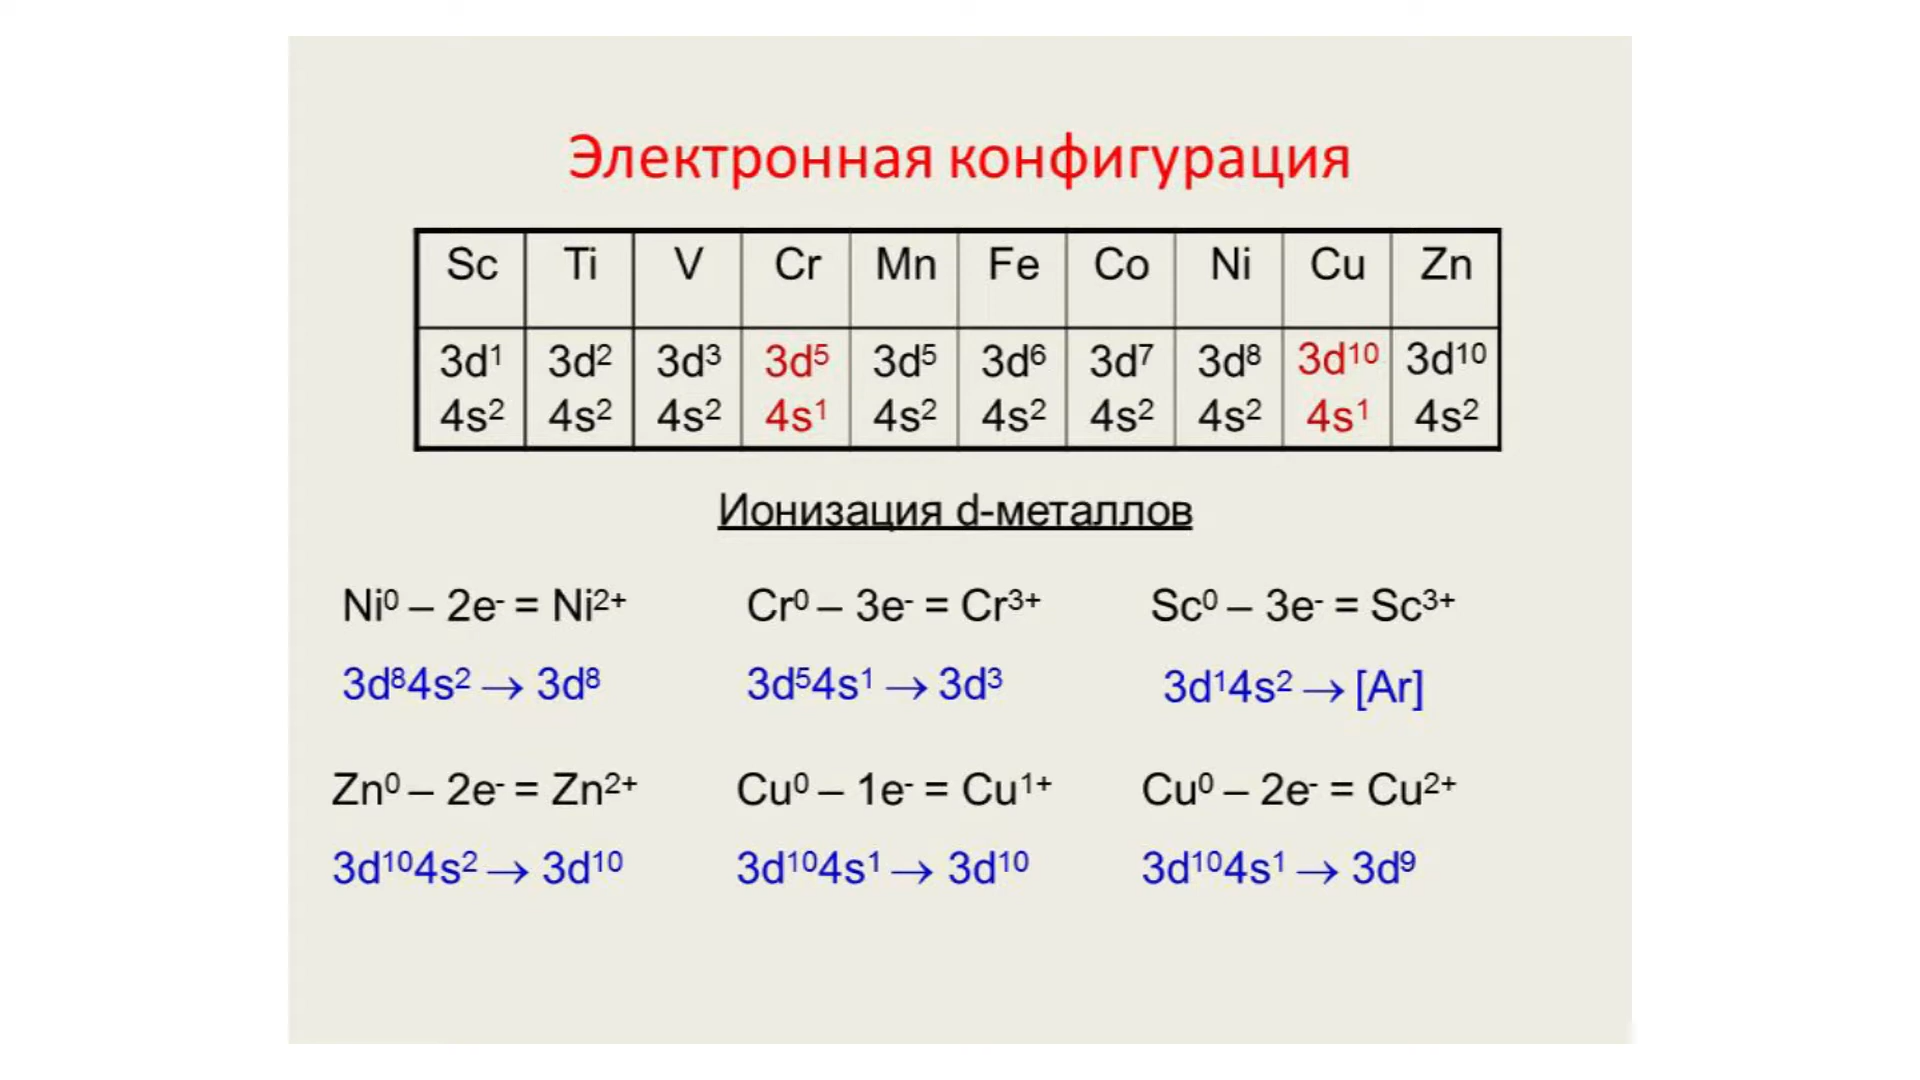 Электронная конфигурация
Sc Ti V Cr Mn Fe Co Ni Cu Zn
3d¹ 3d² 3d³ 3d⁵ 3d⁵ 3d⁶ 3d⁷ 3d⁸ 3d¹⁰ 3d¹⁰
4s² 4s² 4s² 4s¹ 4s² 4s² 4s² 4s² 4s¹ 4s²
Ионизация d-металлов
Ni⁰ – 2e⁻ = Ni²⁺ Cr⁰ – 3e⁻ = Cr³⁺ Sc⁰ – 3e⁻ = Sc³⁺
3d⁸4s² → 3d⁸ 3d⁵4s¹ → 3d³ 3d¹4s² → [Ar]
Zn⁰ – 2e⁻ = Zn²⁺ Cu⁰ – 1e⁻ = Cu¹⁺ Cu⁰ – 2e⁻ = Cu²⁺
3d¹⁰4s² → 3d¹⁰ 3d¹⁰4s¹ → 3d¹⁰ 3d¹⁰4s¹ → 3d⁹